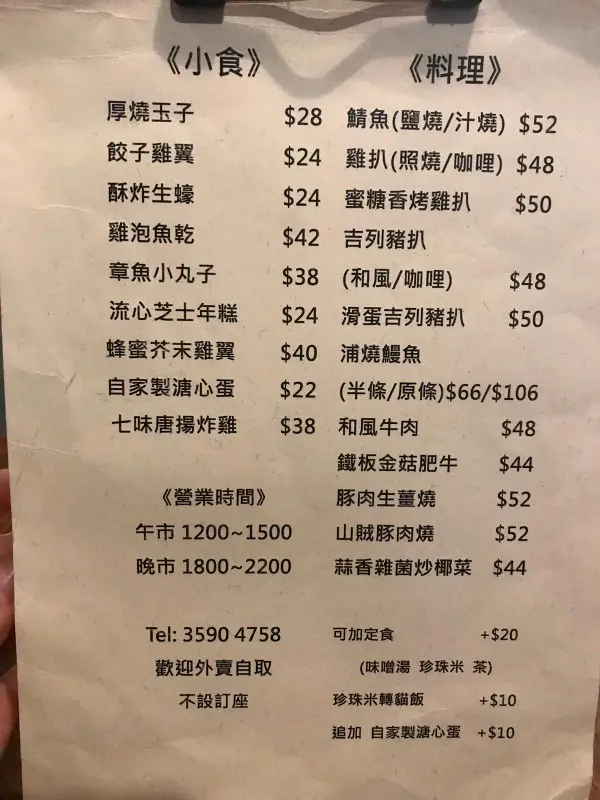 《小食》
厚燒玉子 $28
餃子雞翼 $24
酥炸生蠔 $24
雞泡魚乾 $42
章魚小丸子 $38
流心芝士年糕 $24
蜂蜜芥末雞翼 $40
自家製溏心蛋 $22
七味唐揚炸雞 $38
《營業時間》
午市 1200~1500
晚市 1800~2200
Tel: 3590 4758
歡迎外賣自取
不設訂座
《料理》
鯖魚(鹽燒/汁燒) $52
雞扒(照燒/咖哩) $48
蜜糖香烤雞扒 $50
吉列豬扒
(和風/咖哩) $48
滑蛋吉列豬扒 $50
浦燒鰻魚
(半條/原條)$66/$106
和風牛肉 $48
鐵板金菇肥牛 $44
豚肉生薑燒 $52
山賊豚肉燒 $52
蒜香雜菌炒椰菜 $44
可加定食 +$20
(味噌湯 珍珠米 茶)
珍珠米轉貓飯 +$10
追加 自家製溏心蛋 +$10